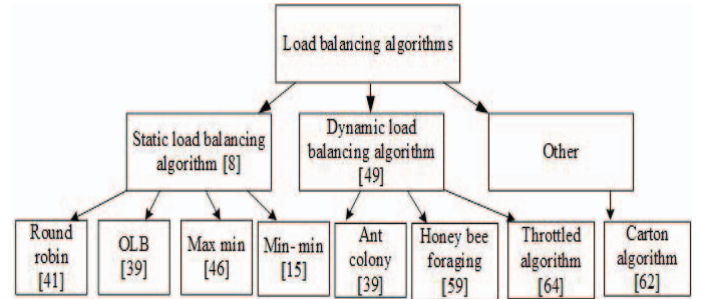 Load balancing algorithms
Static load balancing
algorithm [8]
Dynamic load
balancing algorithm
[49]
Other
Round
robin
[41]
OLB
[39]
Max min
[46]
Min- min
[15]
Ant
colony
[39]
Honey bee
foraging
[59]
Throttled
algorithm
[64]
Carton
algorithm
[62]